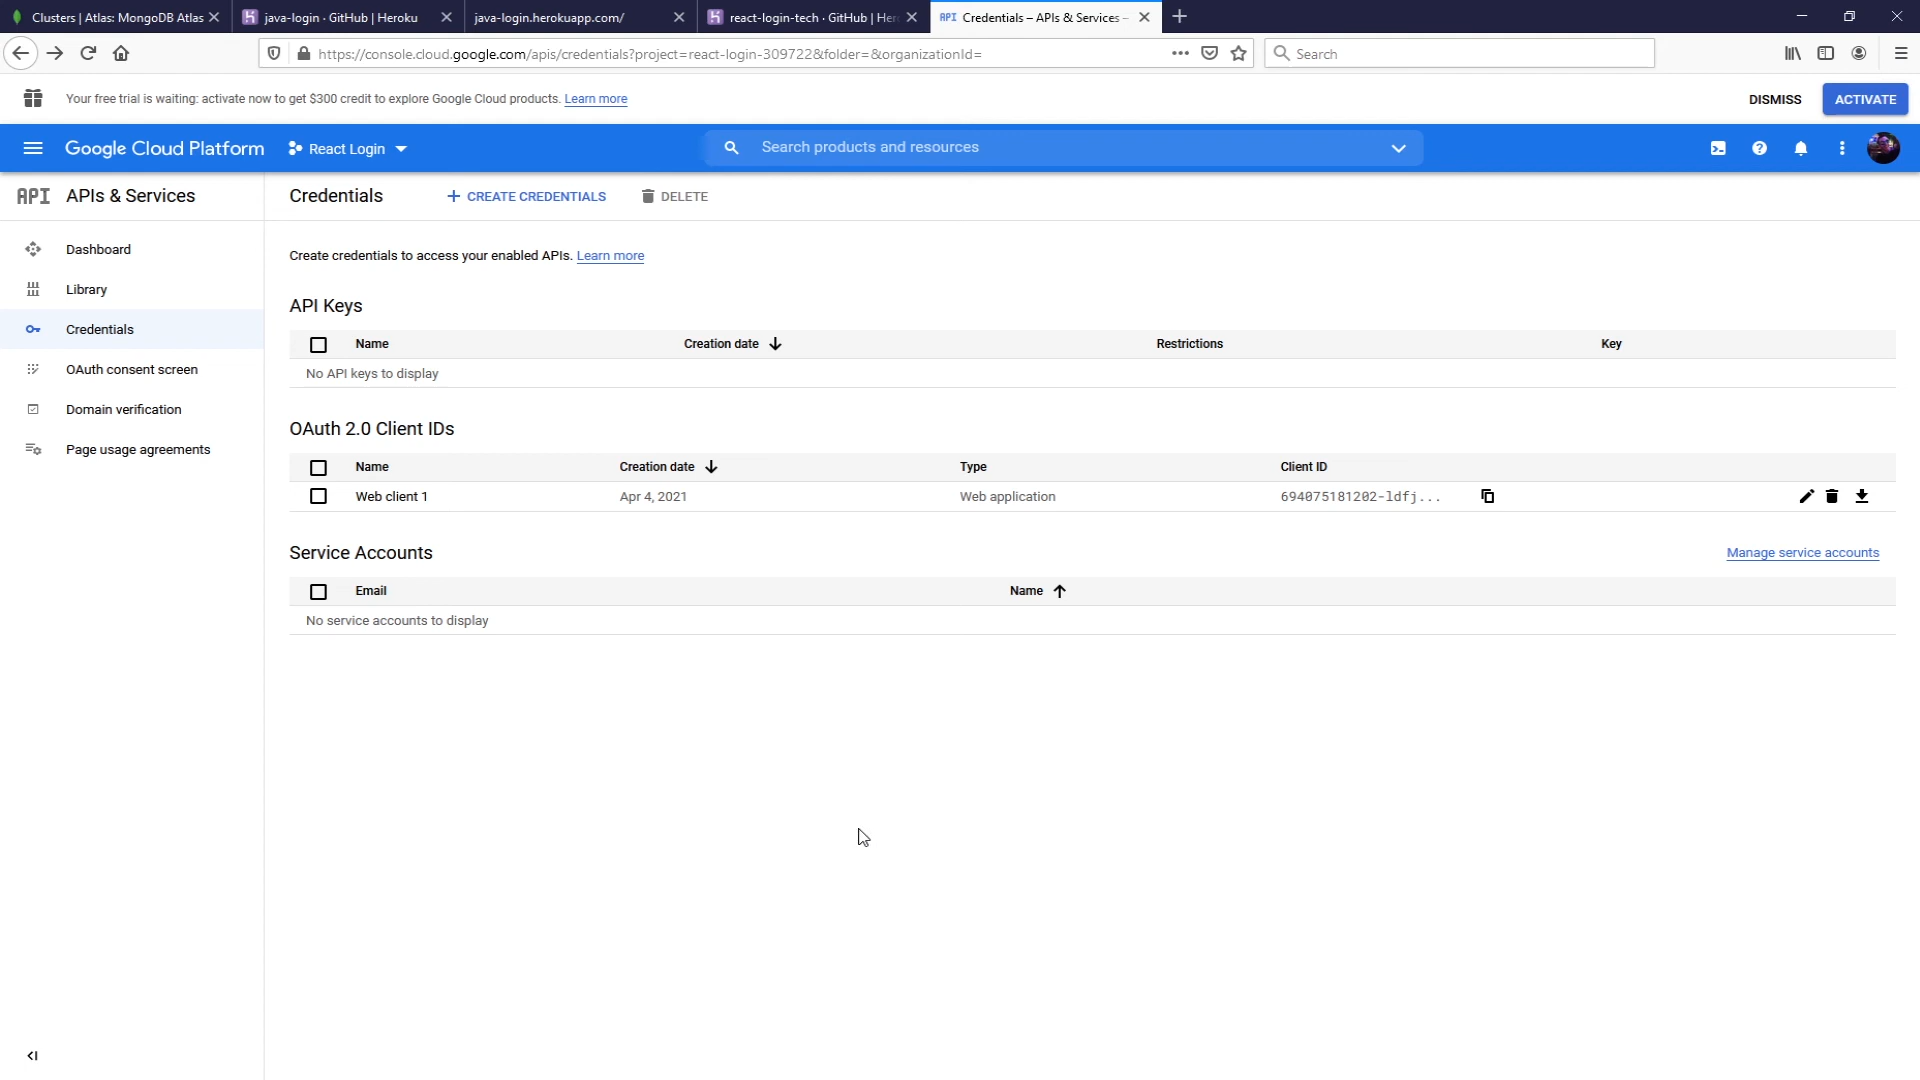 Clusters | Atlas: MongoDB Atlas
java-login · GitHub | Heroku
java-login.herokuapp.com/
react-login-tech · GitHub | Her
API Credentials – APIs & Services –
https://console.cloud.google.com/apis/credentials?project=react-login-309722&folder=&organizationId=
Search
Your free trial is waiting: activate now to get $300 credit to explore Google Cloud products. Learn more
DISMISS
ACTIVATE
Google Cloud Platform
React Login
Search products and resources
API APIs & Services
Credentials
CREATE CREDENTIALS
DELETE
Dashboard
Library
Credentials
OAuth consent screen
Domain verification
Page usage agreements
Create credentials to access your enabled APIs. Learn more
API Keys
Name Creation date Restrictions Key
No API keys to display
OAuth 2.0 Client IDs
Name Creation date Type Client ID
Web client 1 Apr 4, 2021 Web application 694075181202-ldfj...
Service Accounts
Manage service accounts
Email Name
No service accounts to display